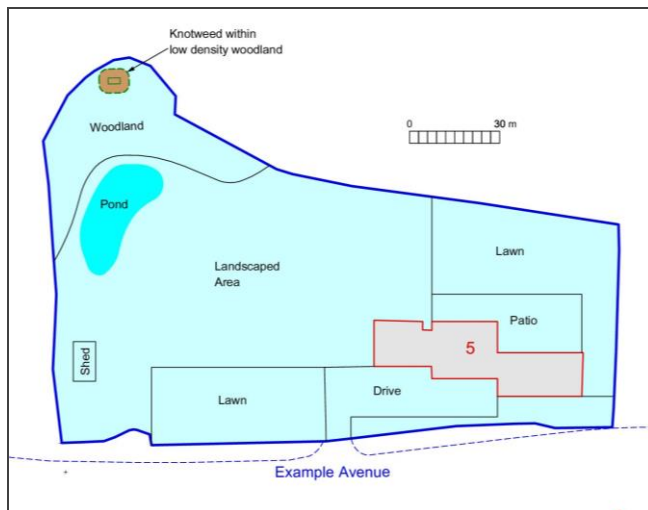 Knotweed within
low density woodland
0 30 m
Woodland
Pond
Lawn
Landscaped
Area
Patio
5
Shed
Drive
Lawn
Example Avenue